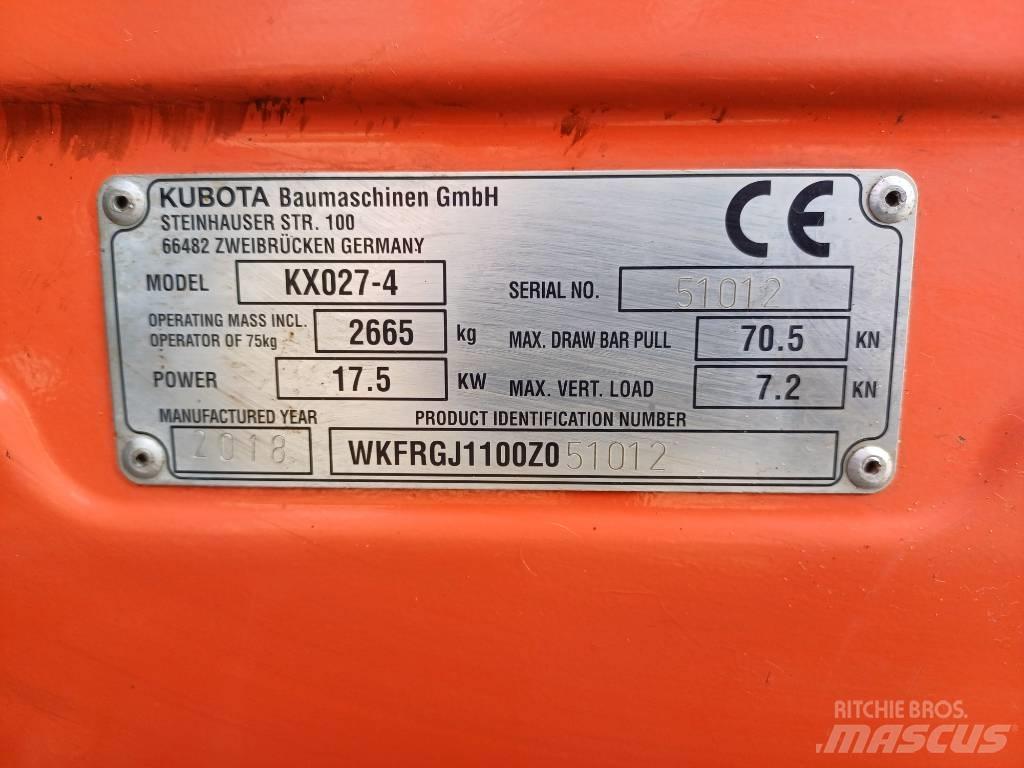 KUBOTA Baumaschinen GmbH
STEINHAUSER STR. 100
66482 ZWEIBRÜCKEN GERMANY
CE
MODEL KX027-4
SERIAL NO. 51012
OPERATING MASS INCL.
OPERATOR OF 75kg 2665 kg
MAX. DRAW BAR PULL 70.5 KN
POWER 17.5 KW
MAX. VERT. LOAD 7.2 KN
MANUFACTURED YEAR
2018
PRODUCT IDENTIFICATION NUMBER
WKFRGJ1100Z051012
RITCHIE BROS.
MASCUS